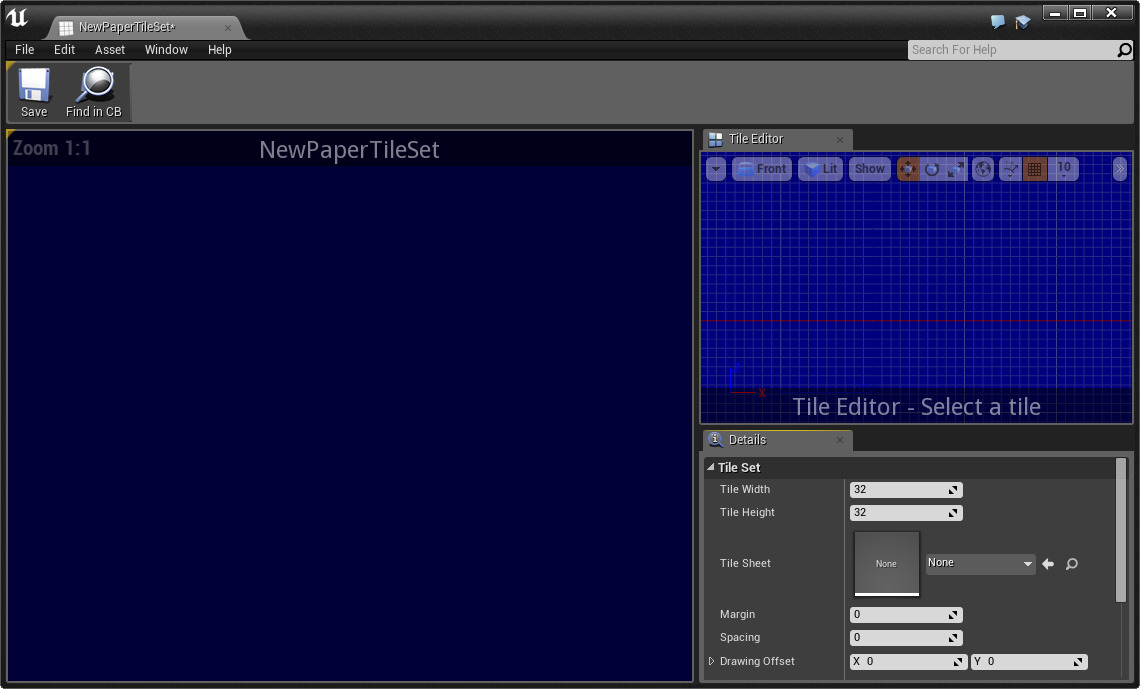 NewPaperTileSet*
File Edit Asset Window Help
Search For Help
Save Find in CB
Zoom 1:1
NewPaperTileSet
Tile Editor
Front Lit Show 10
X
Tile Editor - Select a tile
Details
Tile Set
Tile Width 32
Tile Height 32
Tile Sheet None None
Margin 0
Spacing 0
Drawing Offset X 0 Y 0